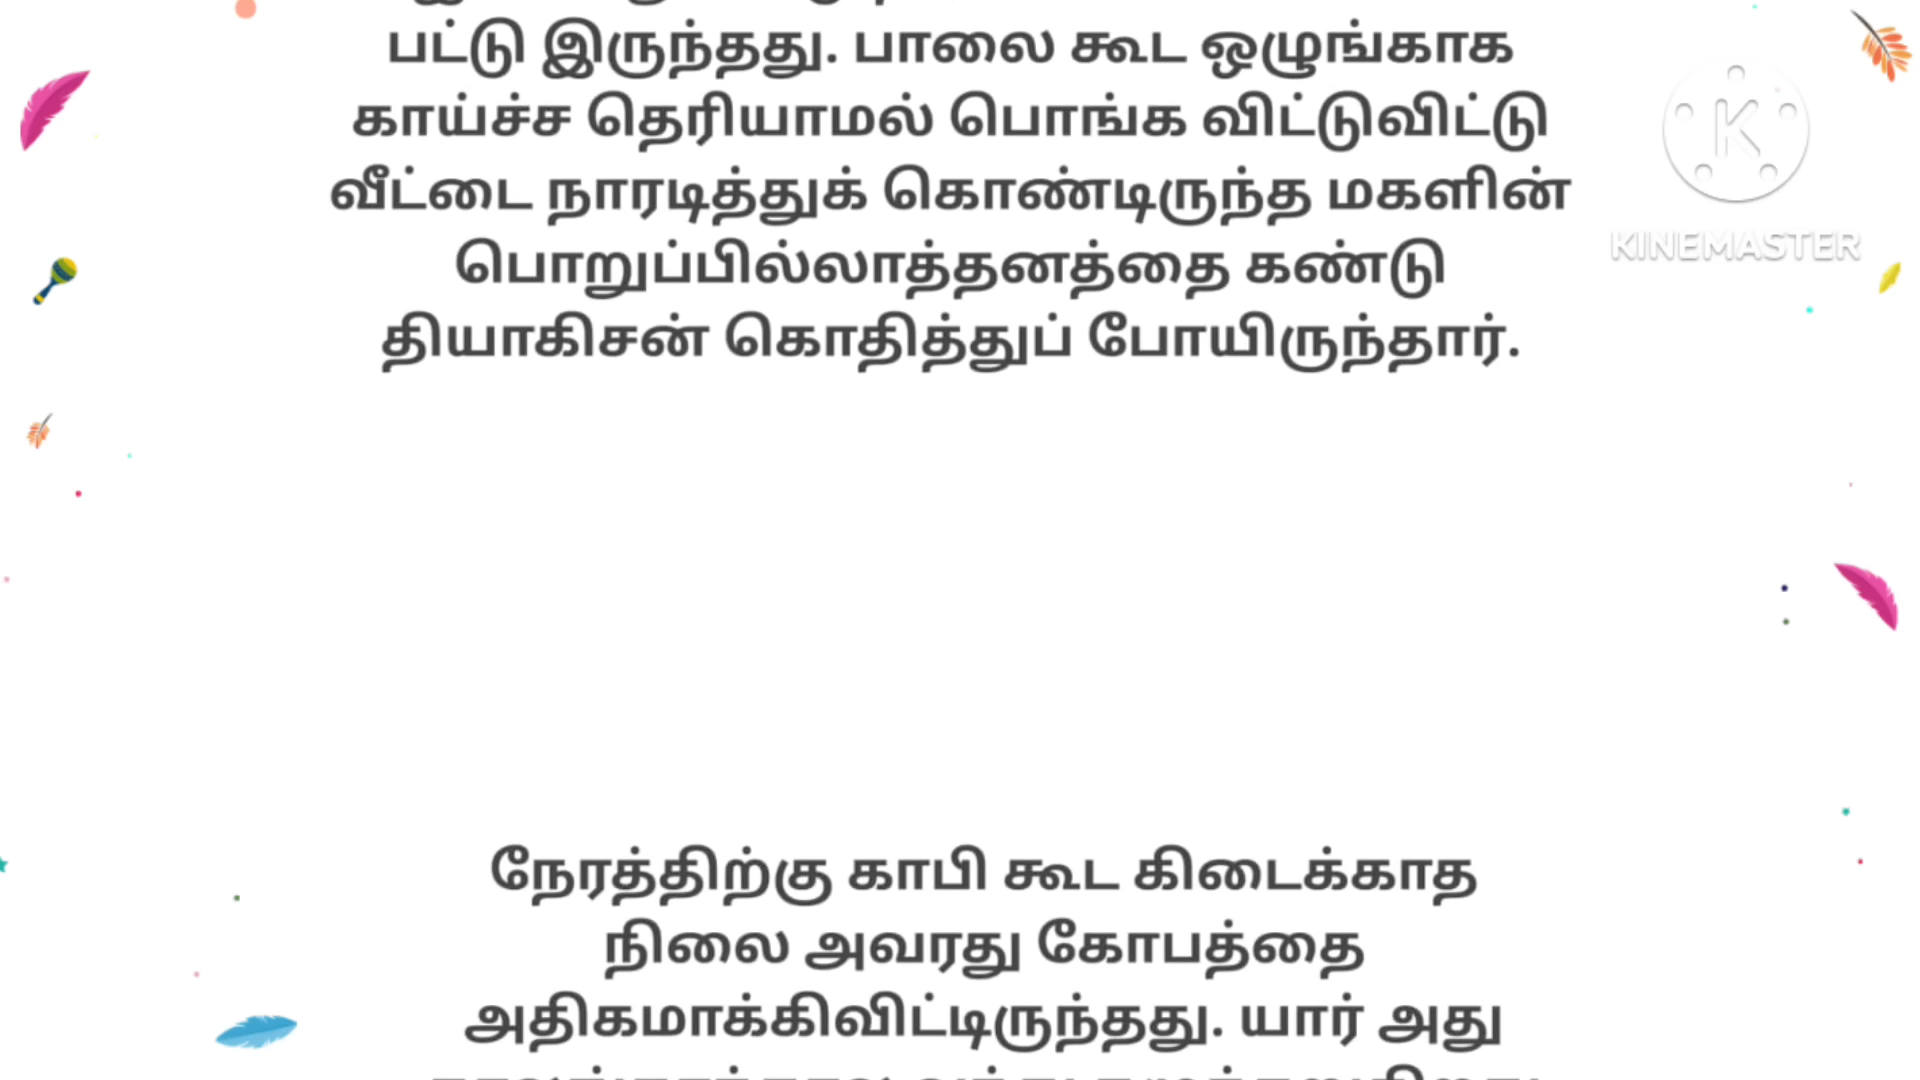 பட்டு இருந்தது. பாலை கூட ஒழுங்காக
காய்ச்ச தெரியாமல் பொங்க விட்டுவிட்டு
வீட்டை நாரடித்துக் கொண்டிருந்த மகளின்
பொறுப்பில்லாத்தனத்தை கண்டு
தியாகிசன் கொதித்துப் போயிருந்தார்.
K
KINEMASTER
நேரத்திற்கு காபி கூட கிடைக்காத
நிலை அவரது கோபத்தை
அதிகமாக்கிவிட்டிருந்தது. யார் அது